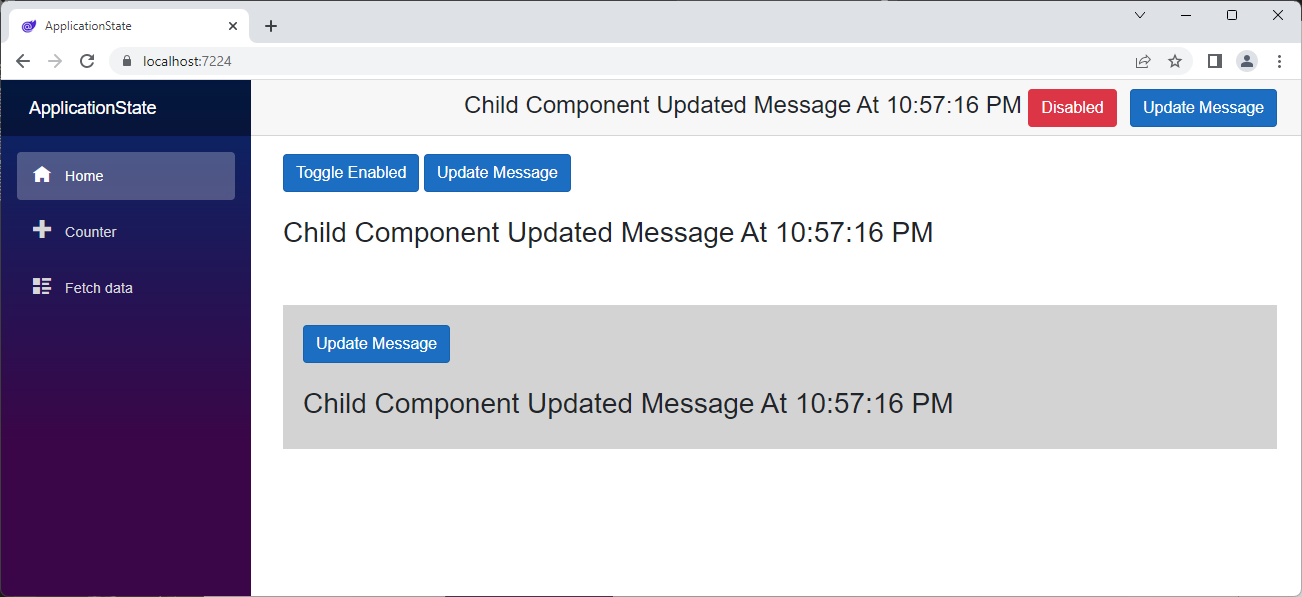 ApplicationState
localhost:7224
ApplicationState
Child Component Updated Message At 10:57:16 PM Disabled Update Message
Home
Counter
Fetch data
Toggle Enabled Update Message
Child Component Updated Message At 10:57:16 PM
Update Message
Child Component Updated Message At 10:57:16 PM